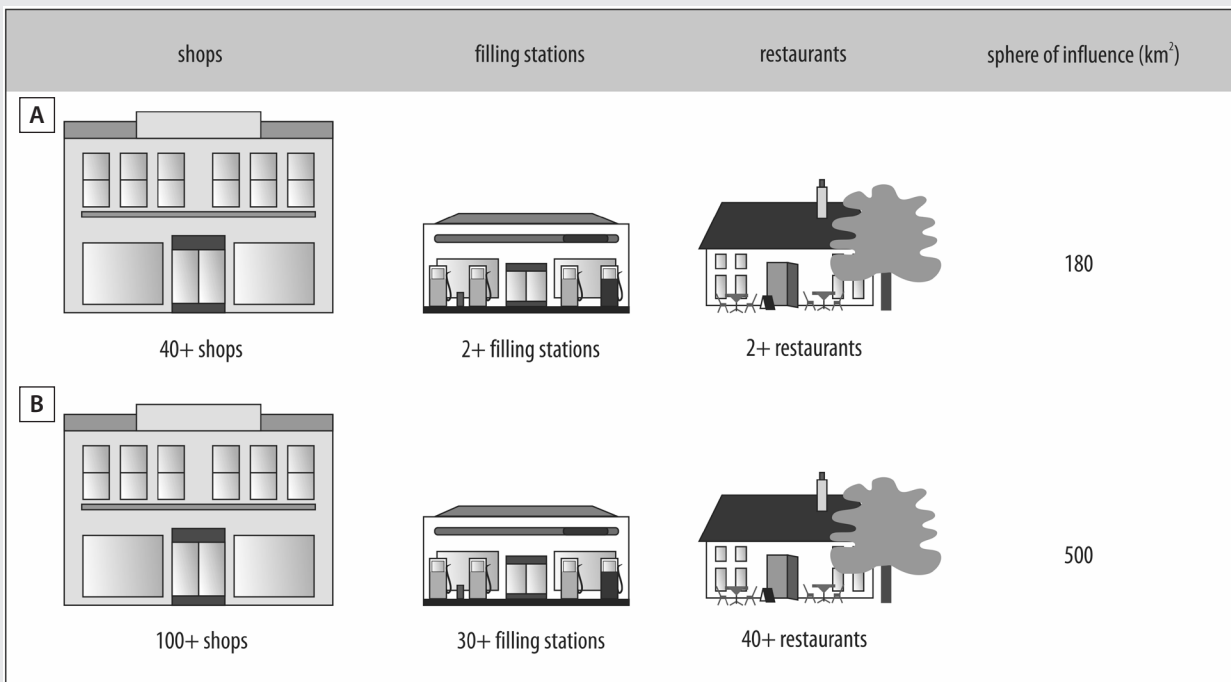 shops filling stations restaurants sphere of influence (km²)
A
180
40+ shops 2+ filling stations 2+ restaurants
B
500
100+ shops 30+ filling stations 40+ restaurants